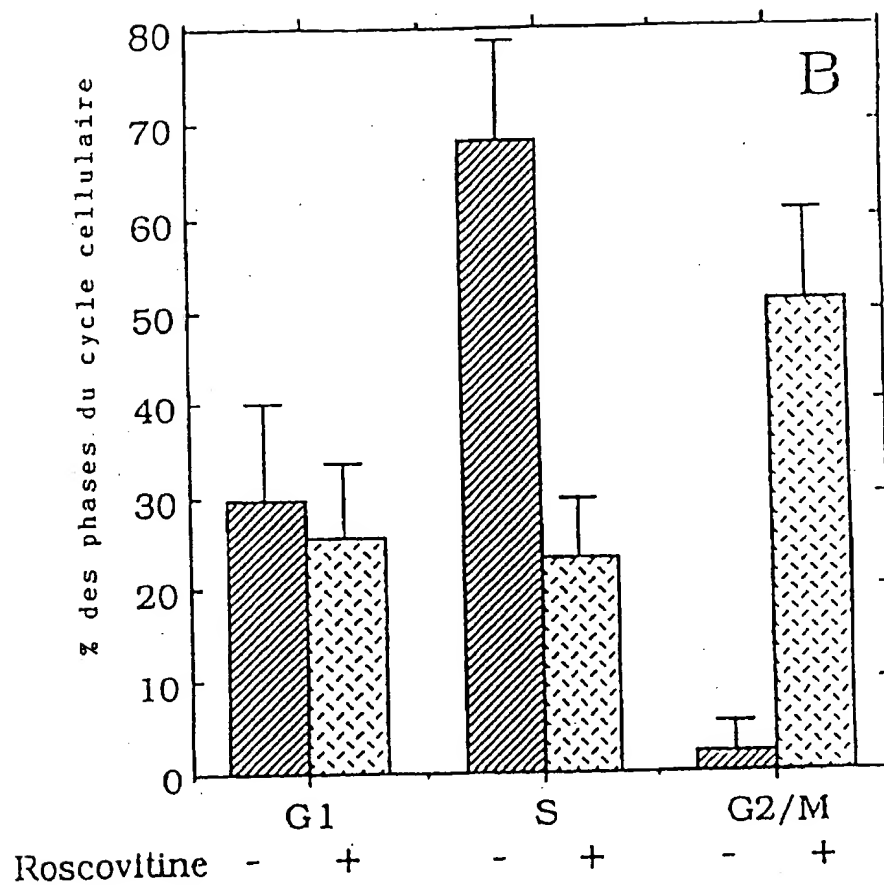 B
% des phases du cycle cellulaire
80
70
60
50
40
30
20
10
0
G1 S G2/M
Roscovitine - + - + - +